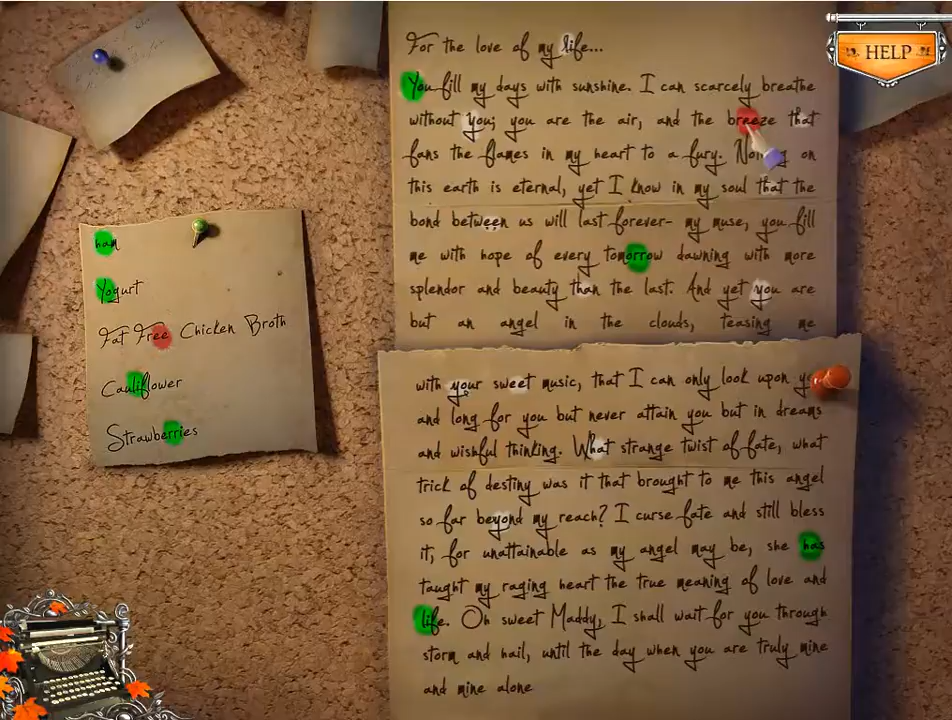 HELP
For the love of my life...
You fill my days with sunshine. I can scarcely breathe
without you; you are the air, and the breeze that
fans the flames in my heart to a fury. on
this earth is eternal, yet I know in my soul that the
bond between us will last forever- my muse, you fill
me with hope of every tomorrow dawning with more
splendor and beauty than the last. And yet you are
but an angel in the clouds, teasing me
with your sweet music, that I can only look upon
and long for you but never attain you but in dreams
and wishful thinking. What strange twist of fate, what
trick of destiny was it that brought to me this angel
so far beyond my reach? I curse fate and still bless
it, for unattainable as my angel may be, she has
taught my raging heart the true meaning of love and
life. Oh sweet Maddy, I shall wait for you through
storm and hail, until the day when you are truly mine
and mine alone
ham
Yogurt
Fat Free Chicken Broth
Cauliflower
Strawberries